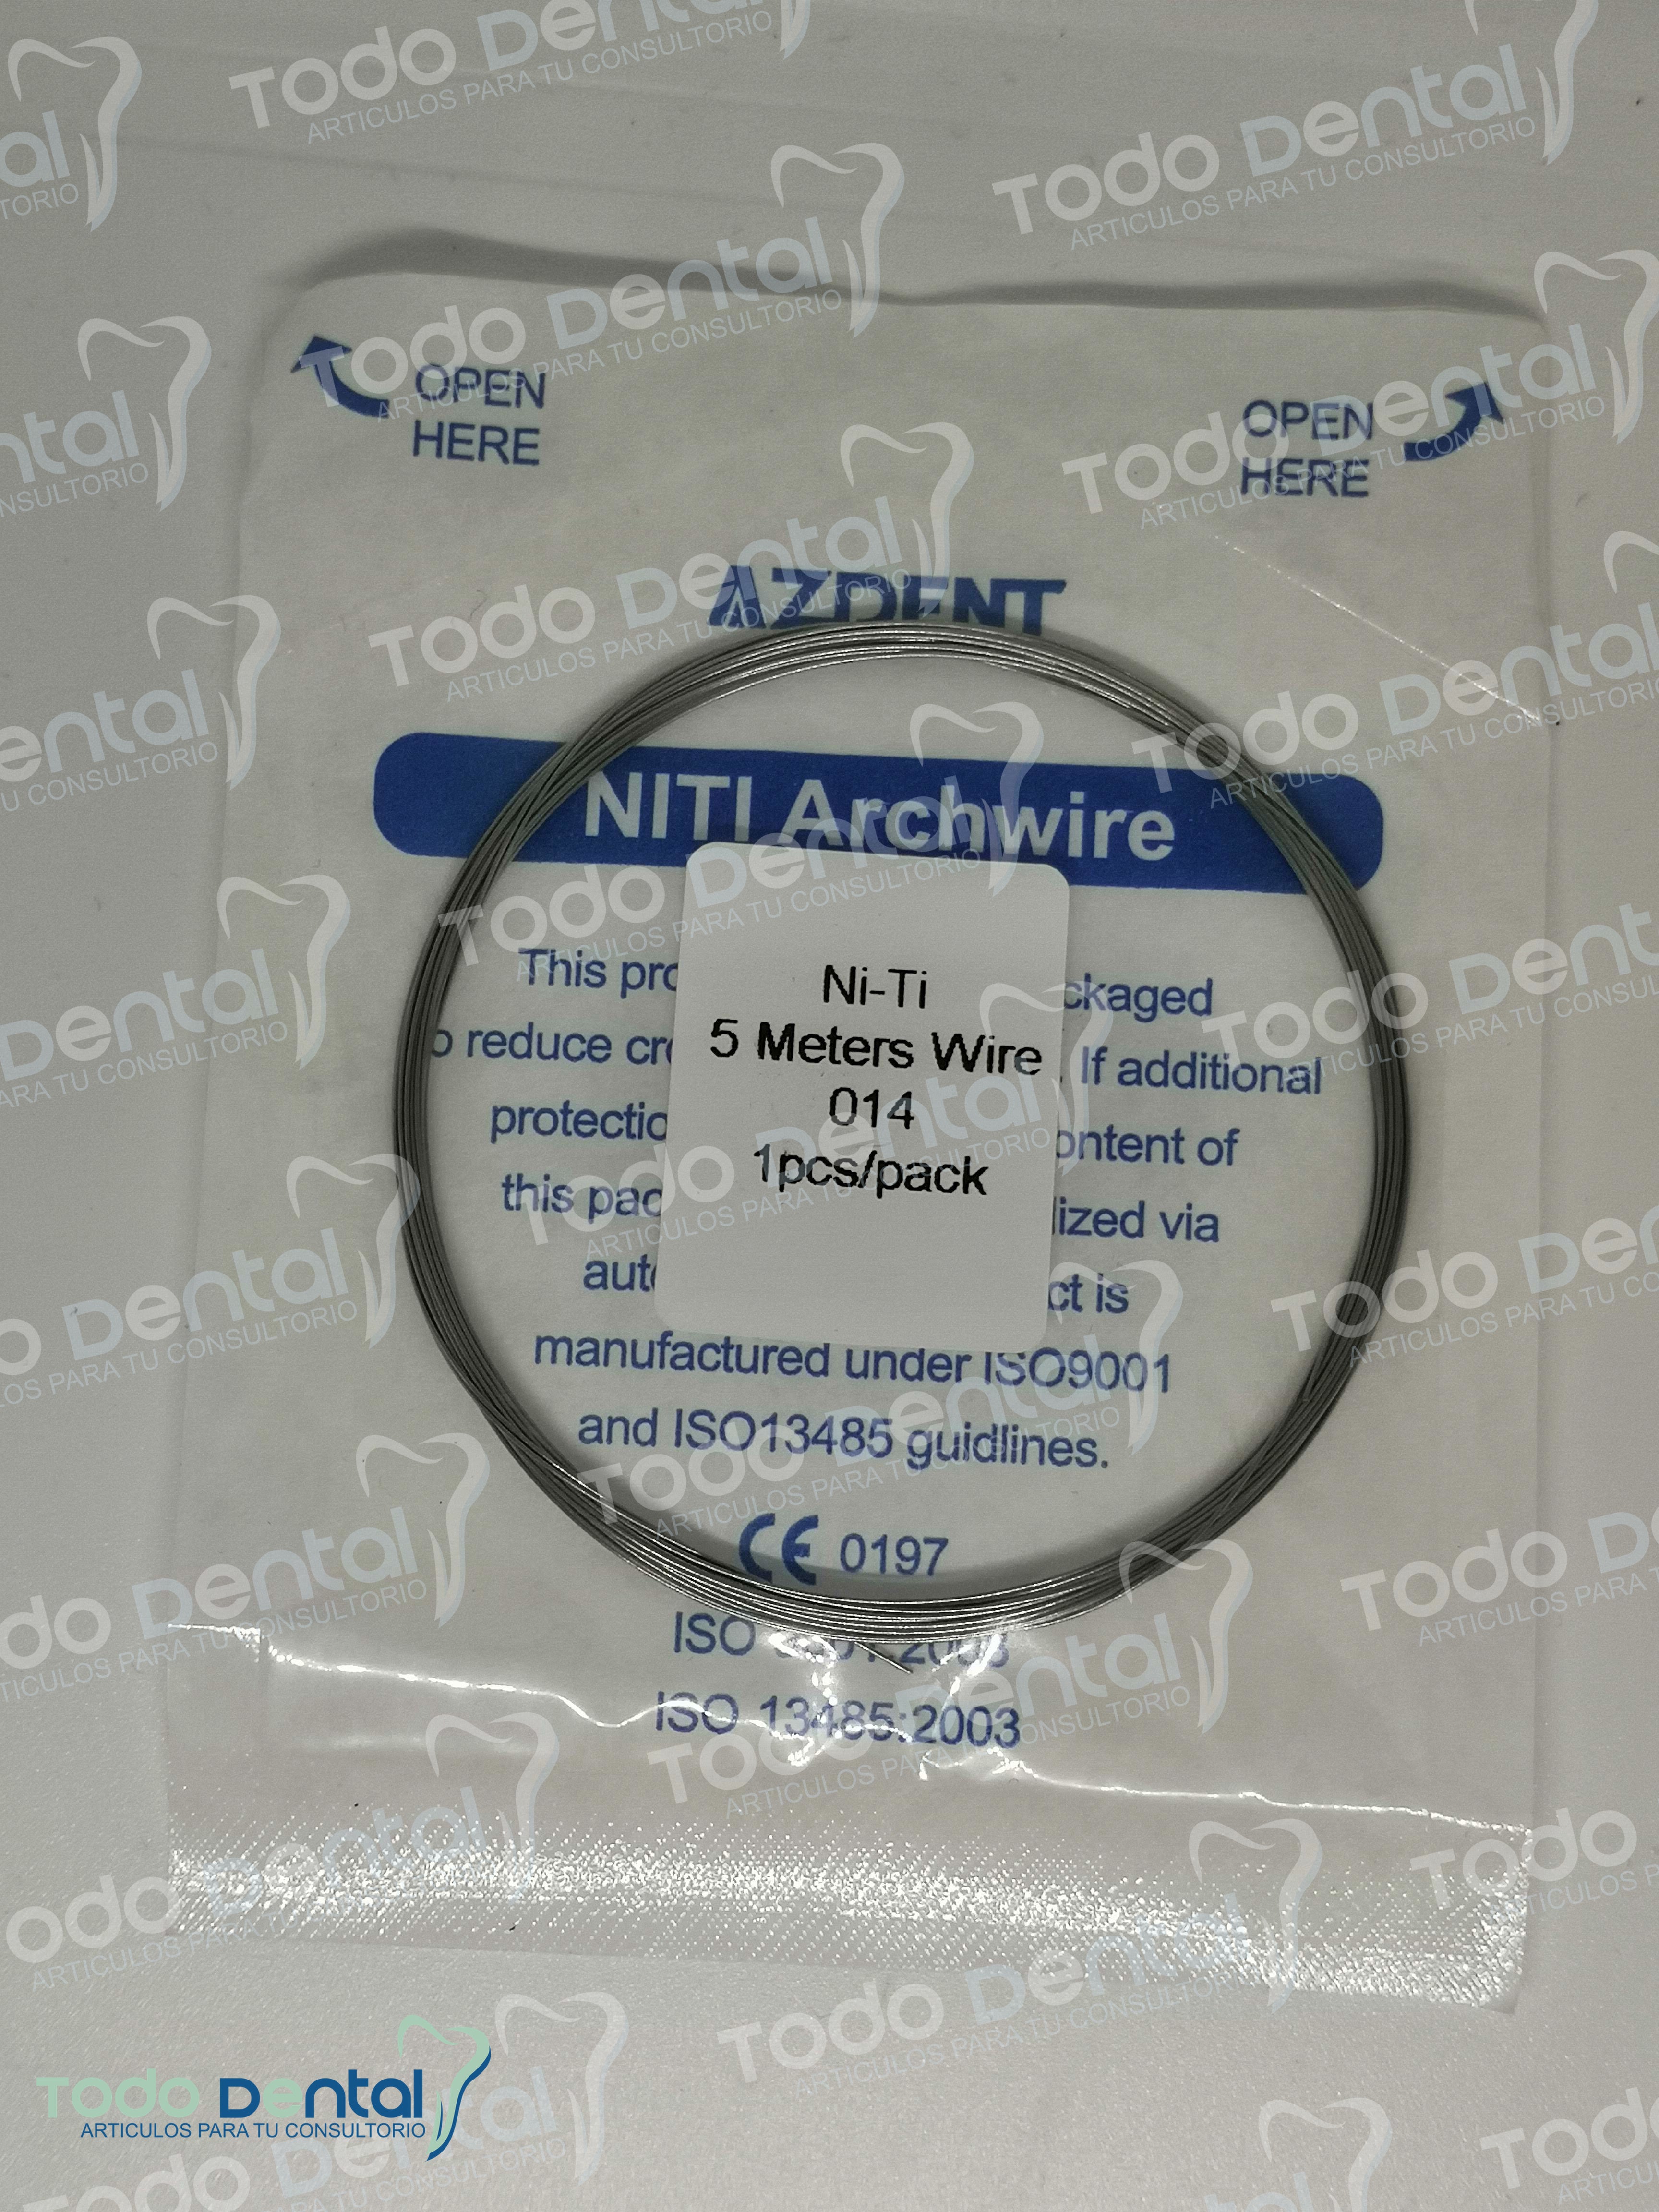 OPEN
HERE
OPEN
HERE
AZDENT
NITI Archwire
Ni-Ti
5 Meters Wire
014
1pcs/pack
This pro ckaged
o reduce cr . If additional
protectio ontent of
this pac lized via
auto ct is
manufactured under ISO9001
and ISO13485 guidlines.
CE 0197
ISO :2008
ISO 13485:2003
Todo Dental
ARTICULOS PARA TU CONSULTORIO